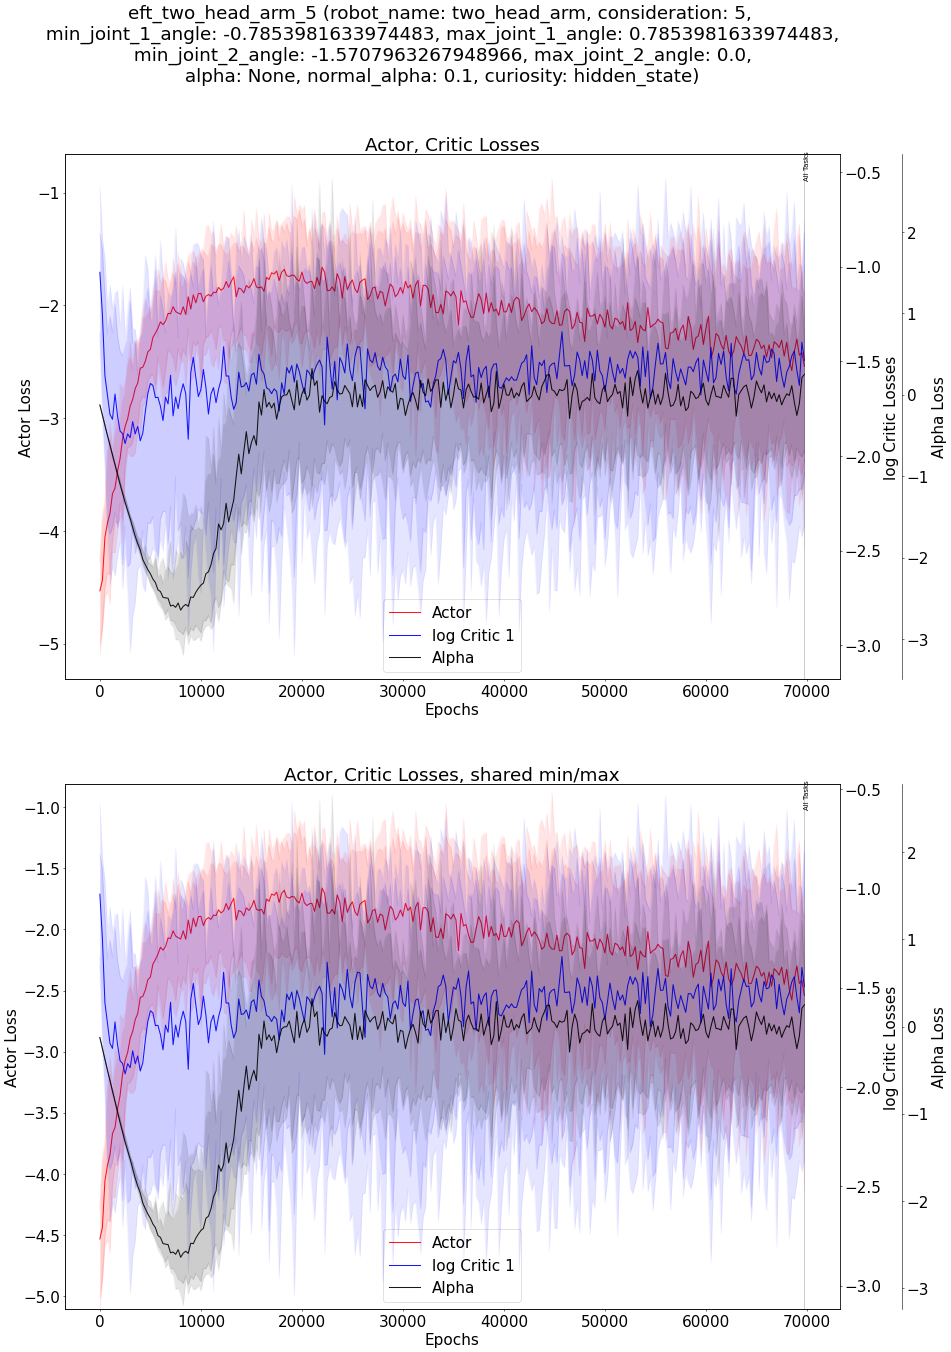 eft_two_head_arm_5 (robot_name: two_head_arm, consideration: 5,
min_joint_1_angle: -0.7853981633974483, max_joint_1_angle: 0.7853981633974483,
min_joint_2_angle: -1.5707963267948966, max_joint_2_angle: 0.0,
alpha: None, normal_alpha: 0.1, curiosity: hidden_state)
Actor, Critic Losses
All Tasks
−1
−2
−3
−4
−5
Actor Loss
−0.5
−1.0
−1.5
−2.0
−2.5
−3.0
log Critic Losses
2
1
0
−1
−2
−3
Alpha Loss
Actor
log Critic 1
Alpha
0 10000 20000 30000 40000 50000 60000 70000
Epochs
Actor, Critic Losses, shared min/max
All Tasks
−1.0
−1.5
−2.0
−2.5
−3.0
−3.5
−4.0
−4.5
−5.0
Actor Loss
−0.5
−1.0
−1.5
−2.0
−2.5
−3.0
log Critic Losses
2
1
0
−1
−2
−3
Alpha Loss
Actor
log Critic 1
Alpha
0 10000 20000 30000 40000 50000 60000 70000
Epochs